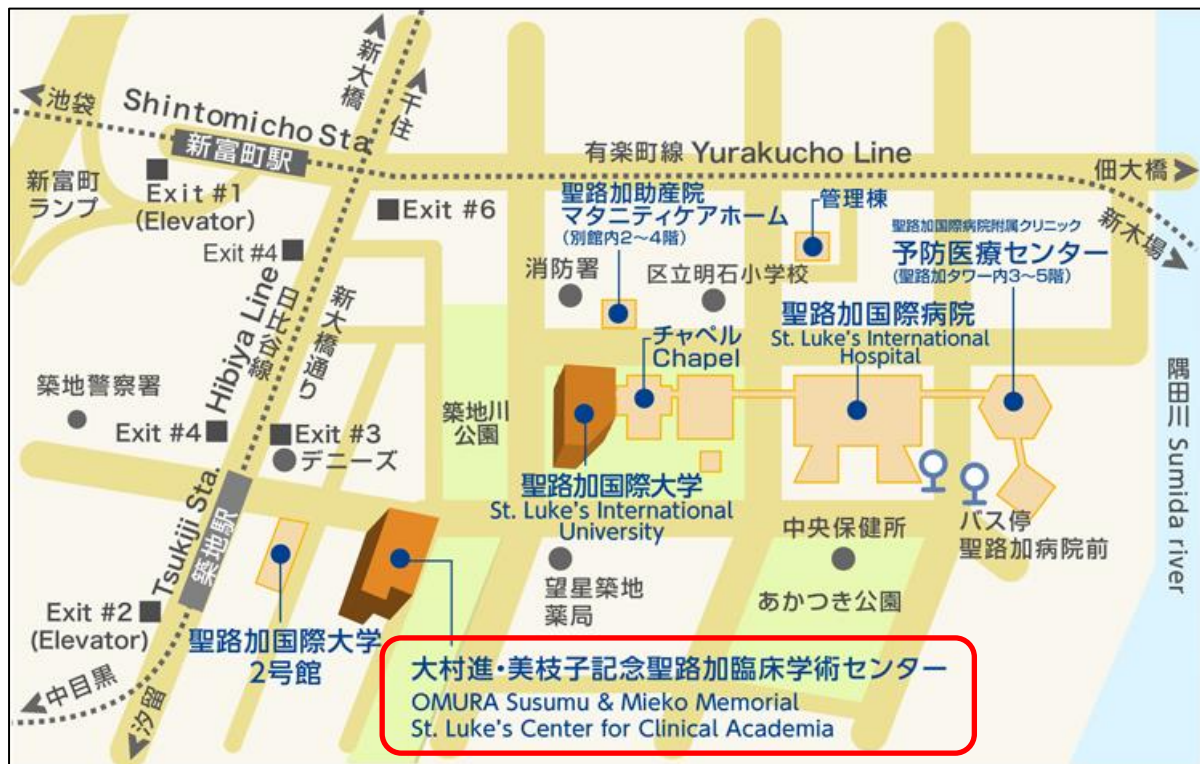 新大橋
千住
池袋
Shintomicho Sta.
新富町駅
有楽町線 Yurakucho Line
佃大橋
新木場
新富町
ランプ
Exit #1
(Elevator)
Exit #6
Exit #4
聖路加助産院
マタニティケアホーム
(別館内2～4階)
管理棟
聖路加国際病院附属クリニック
予防医療センター
(聖路加タワー内3～5階)
消防署
区立明石小学校
Hibiya Line
日比谷線
新大橋通り
チャペル
Chapel
聖路加国際病院
St. Luke's International
Hospital
隅田川 Sumida river
築地警察署
Exit #4
Exit #3
デニーズ
築地川
公園
聖路加国際大学
St. Luke's International
University
バス停
聖路加病院前
中央保健所
あかつき公園
望星築地
薬局
Tsukiji Sta.
築地駅
Exit #2
(Elevator)
聖路加国際大学
2号館
中目黒
汐留
大村進・美枝子記念聖路加臨床学術センター
OMURA Susumu & Mieko Memorial
St. Luke's Center for Clinical Academia